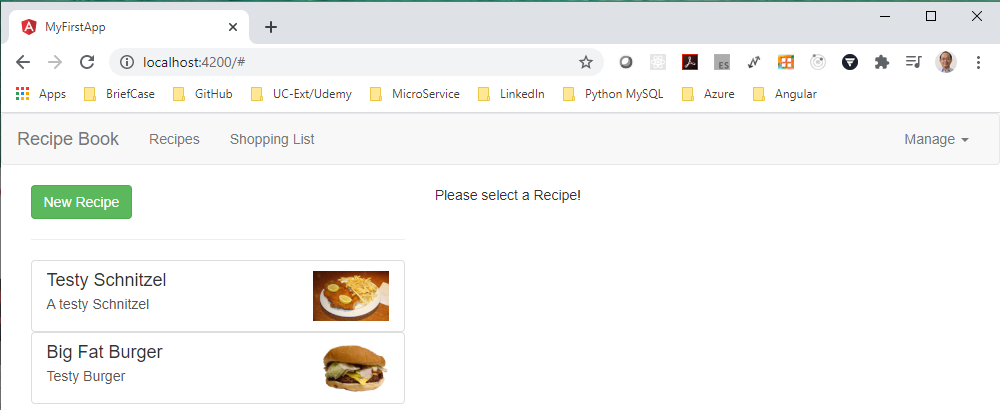 MyFirstApp
localhost:4200/#
ES
Apps BriefCase GitHub UC-Ext/Udemy MicroService LinkedIn Python MySQL Azure Angular
Recipe Book Recipes Shopping List Manage
New Recipe
Please select a Recipe!
Testy Schnitzel
A testy Schnitzel
Big Fat Burger
Testy Burger